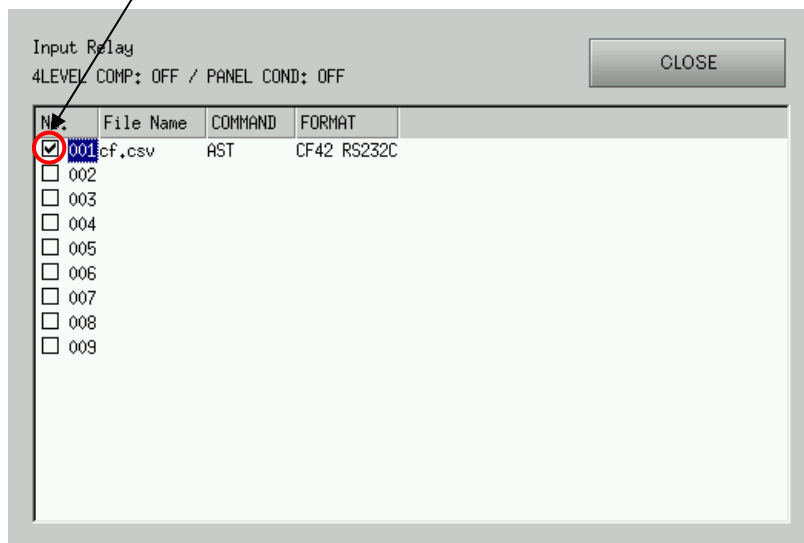 Input Relay
4LEVEL COMP: OFF / PANEL COND: OFF
CLOSE
No. File Name COMMAND FORMAT
001 cf.csv AST CF42 RS232C
002
003
004
005
006
007
008
009